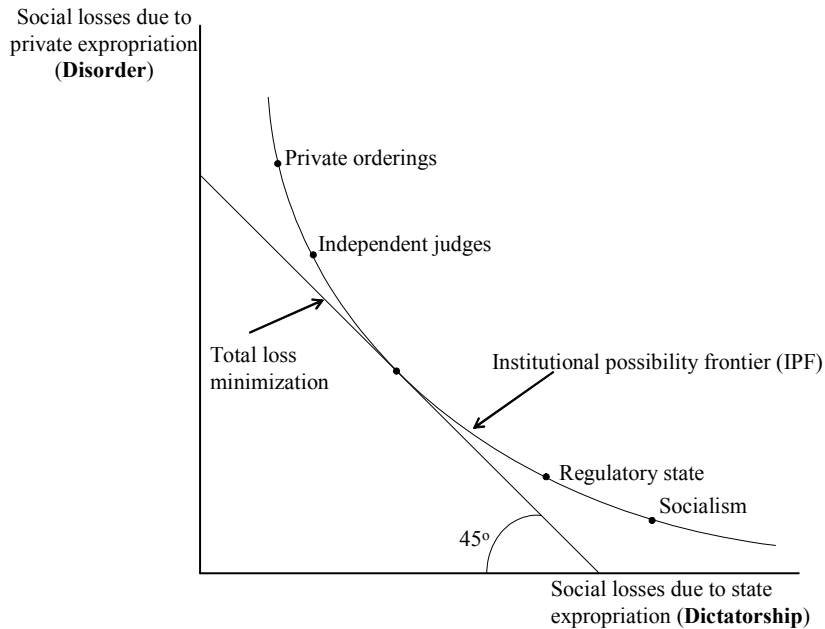 Social losses due to
private expropriation
(Disorder)
Private orderings
Independent judges
Total loss
minimization
Institutional possibility frontier (IPF)
Regulatory state
Socialism
45º
Social losses due to state
expropriation (Dictatorship)